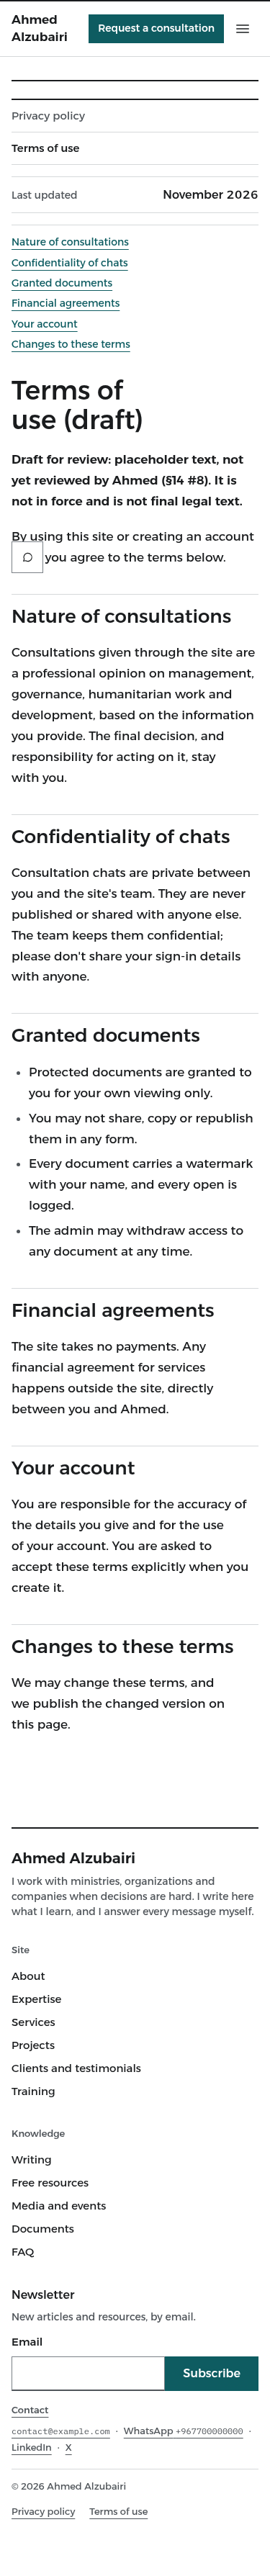 Ahmed
Alzubairi
Request a consultation
Privacy policy
Terms of use
Last updated
November 2026
Nature of consultations
Confidentiality of chats
Granted documents
Financial agreements
Your account
Changes to these terms
Terms of
use (draft)
Draft for review: placeholder text, not
yet reviewed by Ahmed (§14 #8). It is
not in force and is not final legal text.
By using this site or creating an account
you agree to the terms below.
Nature of consultations
Consultations given through the site are
a professional opinion on management,
governance, humanitarian work and
development, based on the information
you provide. The final decision, and
responsibility for acting on it, stay
with you.
Confidentiality of chats
Consultation chats are private between
you and the site's team. They are never
published or shared with anyone else.
The team keeps them confidential;
please don't share your sign-in details
with anyone.
Granted documents
• Protected documents are granted to
you for your own viewing only.
• You may not share, copy or republish
them in any form.
• Every document carries a watermark
with your name, and every open is
logged.
• The admin may withdraw access to
any document at any time.
Financial agreements
The site takes no payments. Any
financial agreement for services
happens outside the site, directly
between you and Ahmed.
Your account
You are responsible for the accuracy of
the details you give and for the use
of your account. You are asked to
accept these terms explicitly when you
create it.
Changes to these terms
We may change these terms, and
we publish the changed version on
this page.
Ahmed Alzubairi
I work with ministries, organizations and
companies when decisions are hard. I write here
what I learn, and I answer every message myself.
Site
About
Expertise
Services
Projects
Clients and testimonials
Training
Knowledge
Writing
Free resources
Media and events
Documents
FAQ
Newsletter
New articles and resources, by email.
Email
Subscribe
Contact
contact@example.com · WhatsApp +967700000000 ·
LinkedIn · X
© 2026 Ahmed Alzubairi
Privacy policy Terms of use